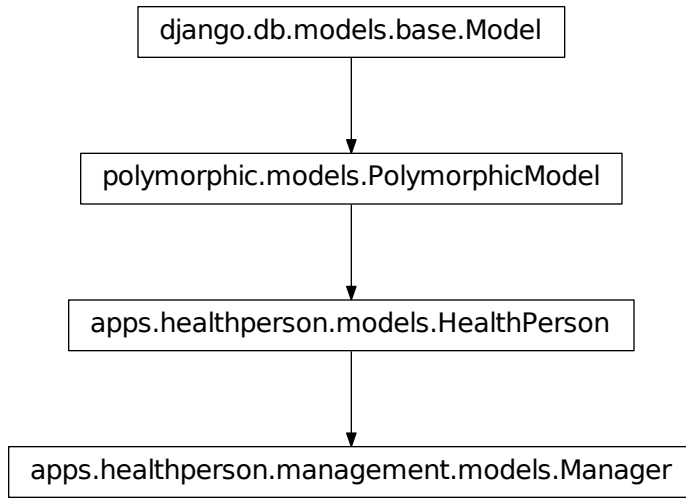 django.db.models.base.Model
polymorphic.models.PolymorphicModel
apps.healthperson.models.HealthPerson
apps.healthperson.management.models.Manager